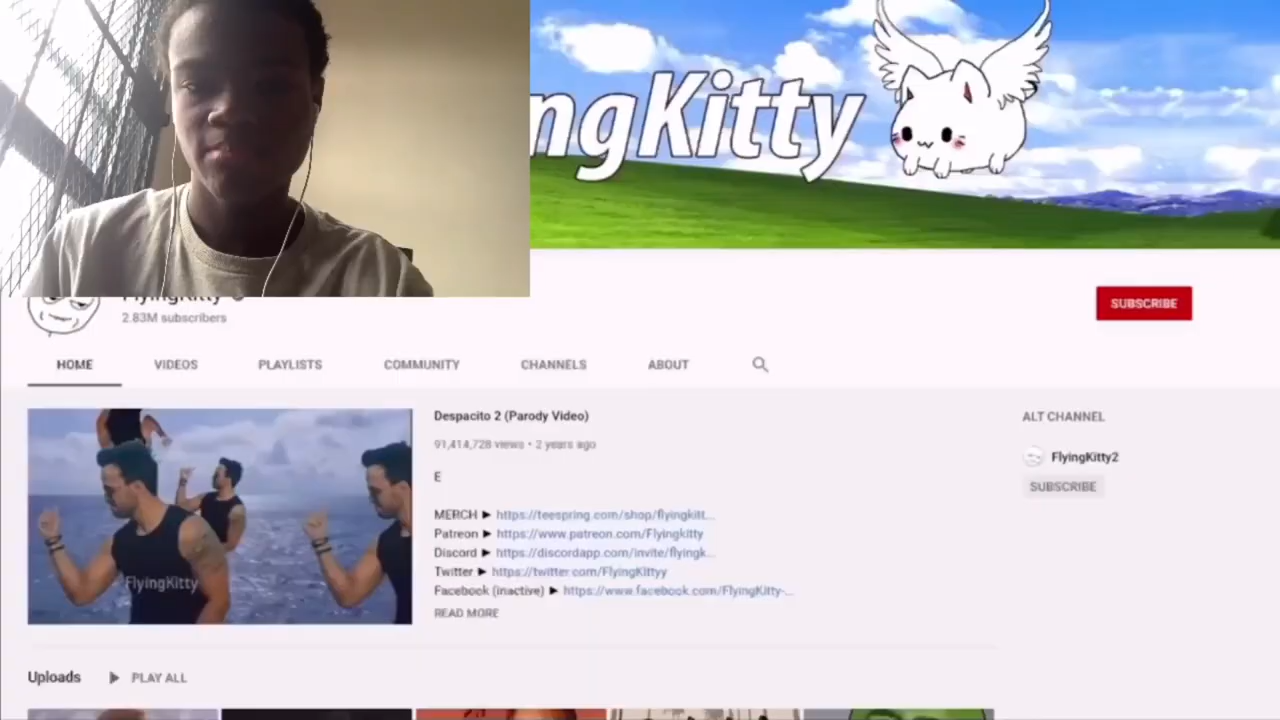 ngKitty
FlyingKitty
2.83M subscribers
SUBSCRIBE
HOME
VIDEOS
PLAYLISTS
COMMUNITY
CHANNELS
ABOUT
FlyingKitty
Despacito 2 (Parody Video)
91,414,728 views • 2 years ago
E
MERCH ► https://teespring.com/shop/flyingkitt...
Patreon ► https://www.patreon.com/Flyingkitty
Discord ► https://discordapp.com/invite/flyingk...
Twitter ► https://twitter.com/FlyingKittyy
Facebook (inactive) ► https://www.facebook.com/FlyingKitty-...
READ MORE
ALT CHANNEL
FlyingKitty2
SUBSCRIBE
Uploads ▶ PLAY ALL